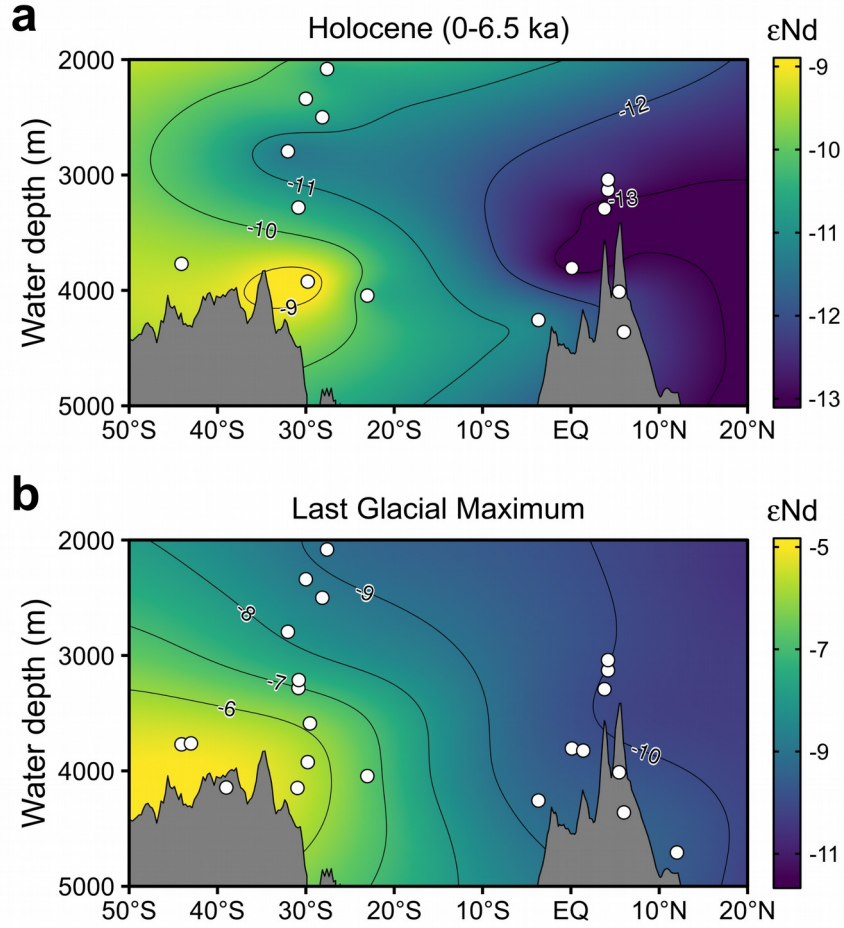 a
Holocene (0-6.5 ka)
εNd
2000
3000
4000
5000
Water depth (m)
-12
-11
-13
-10
-9
-9
-10
-11
-12
-13
50°S
40°S
30°S
20°S
10°S
EQ
10°N
20°N
b
Last Glacial Maximum
εNd
2000
3000
4000
5000
Water depth (m)
-9
-8
-7
-6
-10
-5
-7
-9
-11
50°S
40°S
30°S
20°S
10°S
EQ
10°N
20°N